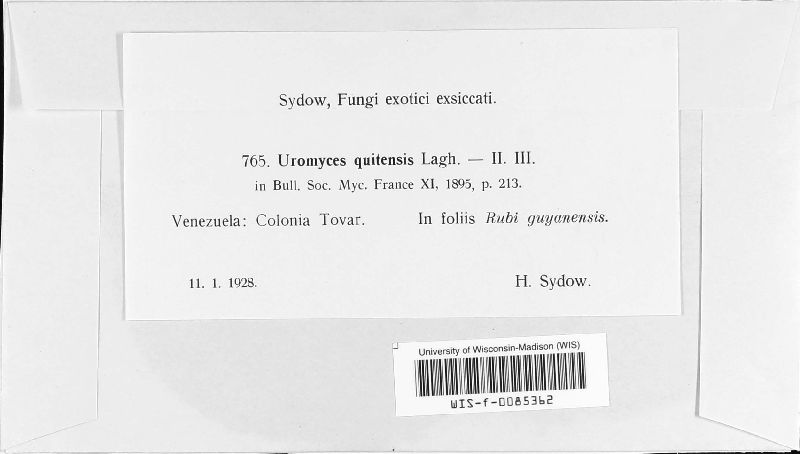 Sydow, Fungi exotici exsiccati.
765. Uromyces quitensis Lagh. — II. III.
in Bull. Soc. Myc. France XI, 1895, p. 213.
Venezuela: Colonia Tovar. In foliis Rubi guyanensis.
11. 1. 1928. H. Sydow.
University of Wisconsin-Madison (WIS)
WIS-f-0085362